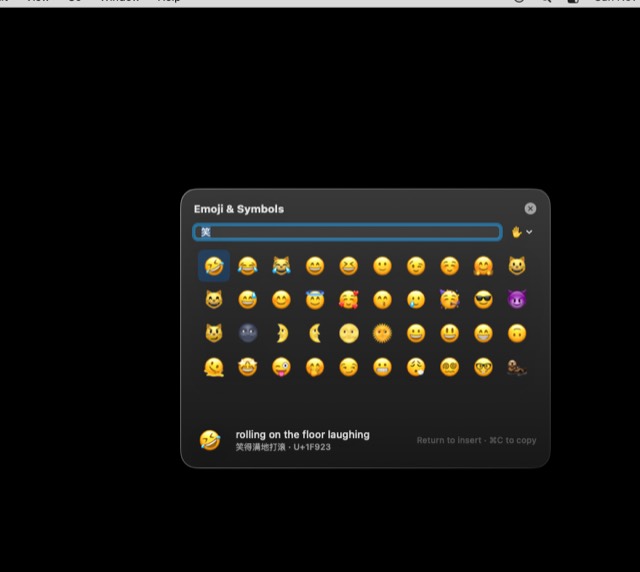 Emoji & Symbols
笑
rolling on the floor laughing
笑得满地打滚 · U+1F923
Return to insert · ⌘C to copy